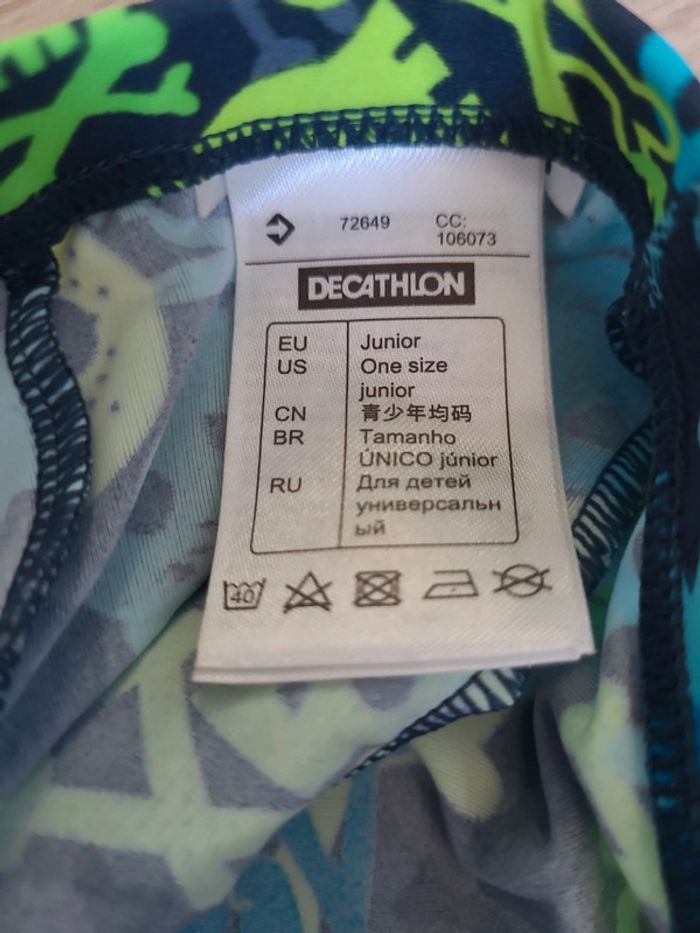 72649 CC:
106073
DECATHLON
EU Junior
US One size
junior
CN 青少年均码
BR Tamanho
ÚNICO júnior
RU Для детей
универсальн
ый
40